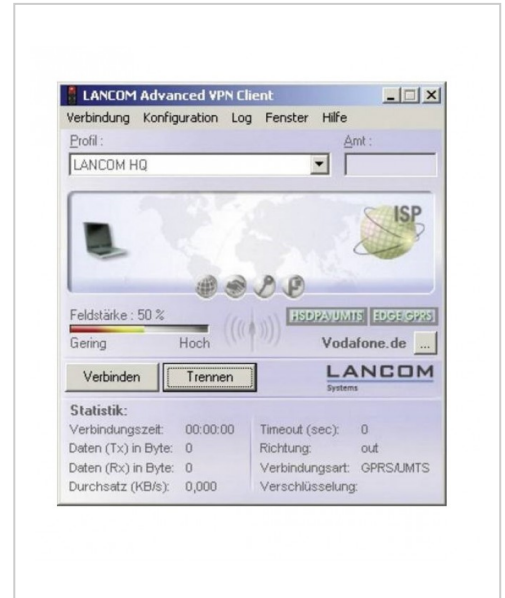 LANCOM Advanced VPN Client
Verbindung Konfiguration Log Fenster Hilfe
Profil : Amt :
LANCOM HQ
ISP
Feldstärke : 50 % HSDPA/UMTS EDGE/GPRS
Gering Hoch Vodafone.de ...
Verbinden Trennen LANCOM
Systems
Statistik:
Verbindungszeit: 00:00:00 Timeout (sec): 0
Daten (Tx) in Byte: 0 Richtung: out
Daten (Rx) in Byte: 0 Verbindungsart: GPRS/UMTS
Durchsatz (KB/s): 0,000 Verschlüsselung: